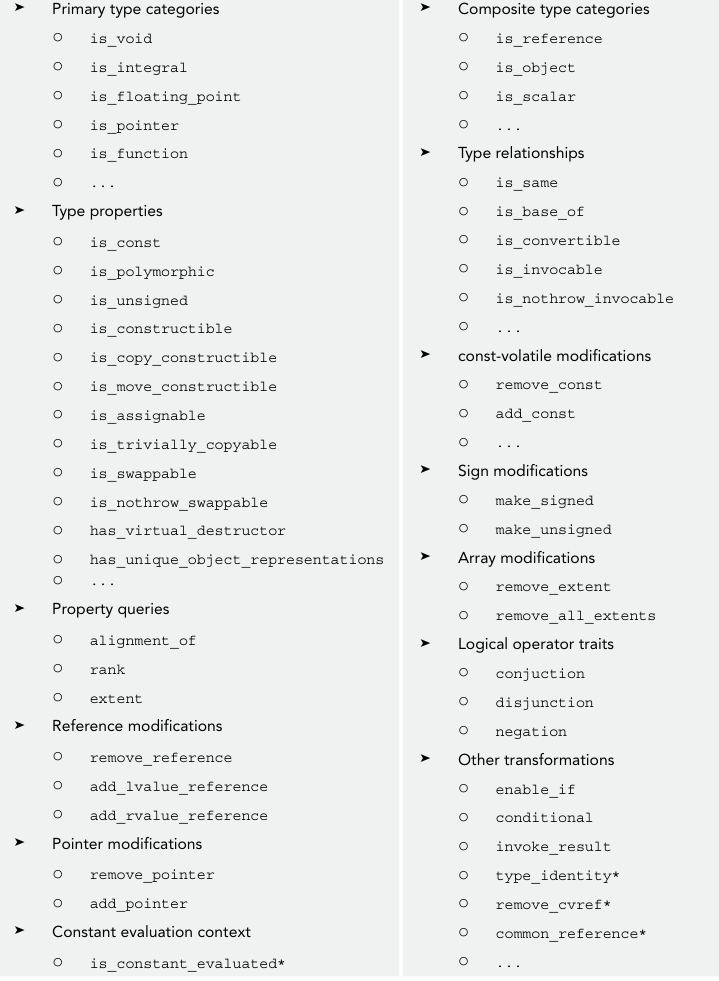 ➤ Primary type categories
○ is_void
○ is_integral
○ is_floating_point
○ is_pointer
○ is_function
○ ...
➤ Type properties
○ is_const
○ is_polymorphic
○ is_unsigned
○ is_constructible
○ is_copy_constructible
○ is_move_constructible
○ is_assignable
○ is_trivially_copyable
○ is_swappable
○ is_nothrow_swappable
○ has_virtual_destructor
○ has_unique_object_representations
○ ...
➤ Property queries
○ alignment_of
○ rank
○ extent
➤ Reference modifications
○ remove_reference
○ add_lvalue_reference
○ add_rvalue_reference
➤ Pointer modifications
○ remove_pointer
○ add_pointer
➤ Constant evaluation context
○ is_constant_evaluated*
➤ Composite type categories
○ is_reference
○ is_object
○ is_scalar
○ ...
➤ Type relationships
○ is_same
○ is_base_of
○ is_convertible
○ is_invocable
○ is_nothrow_invocable
○ ...
➤ const-volatile modifications
○ remove_const
○ add_const
○ ...
➤ Sign modifications
○ make_signed
○ make_unsigned
➤ Array modifications
○ remove_extent
○ remove_all_extents
➤ Logical operator traits
○ conjuction
○ disjunction
○ negation
➤ Other transformations
○ enable_if
○ conditional
○ invoke_result
○ type_identity*
○ remove_cvref*
○ common_reference*
○ ...